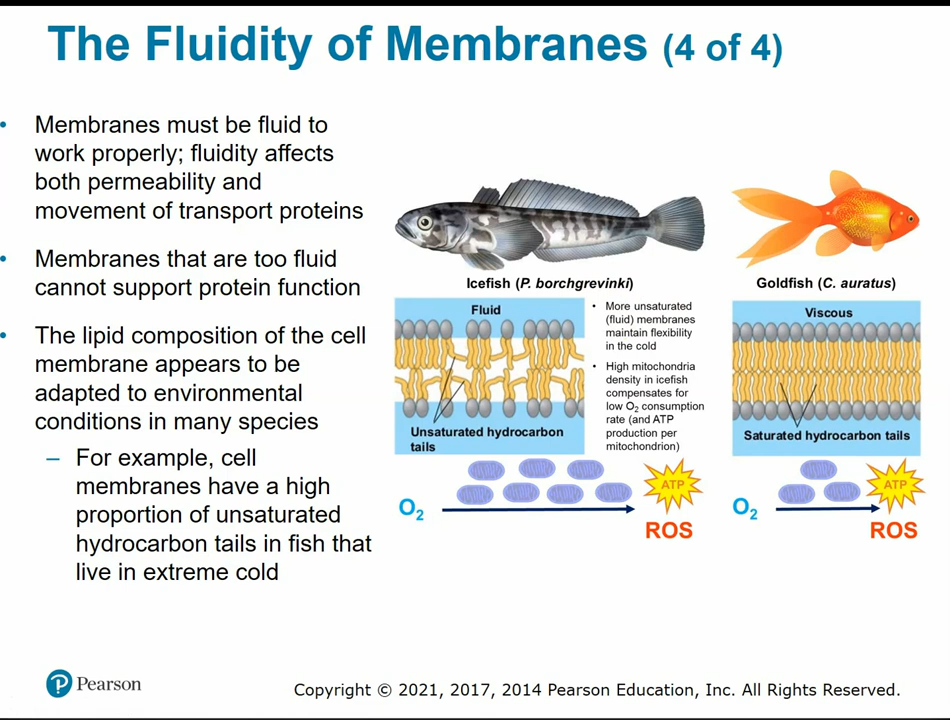 The Fluidity of Membranes (4 of 4)
• Membranes must be fluid to
work properly; fluidity affects
both permeability and
movement of transport proteins
• Membranes that are too fluid
cannot support protein function
• The lipid composition of the cell
membrane appears to be
adapted to environmental
conditions in many species
– For example, cell
membranes have a high
proportion of unsaturated
hydrocarbon tails in fish that
live in extreme cold
Icefish (P. borchgrevinki)
Fluid
Unsaturated hydrocarbon
tails
• More unsaturated
(fluid) membranes
maintain flexibility
in the cold
• High mitochondria
density in icefish
compensates for
low O₂ consumption
rate (and ATP
production per
mitochondrion)
O₂
ATP
ROS
Goldfish (C. auratus)
Viscous
Saturated hydrocarbon tails
O₂
ATP
ROS
P Pearson
Copyright © 2021, 2017, 2014 Pearson Education, Inc. All Rights Reserved.